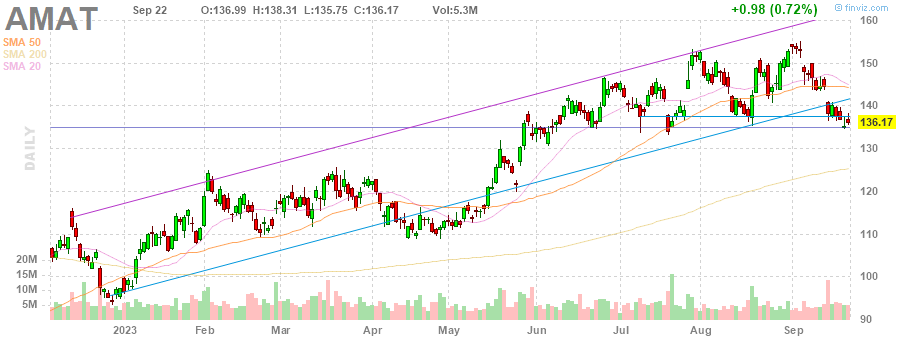 AMAT Sep 22 O:136.99 H:138.31 L:135.75 C:136.17 Vol:5.3M +0.98 (0.72%) © finviz.com
SMA 50
SMA 200
SMA 20
DAILY
160
150
140
136.17
130
120
110
100
90
20M
15M
10M
5M
2023 Feb Mar Apr May Jun Jul Aug Sep